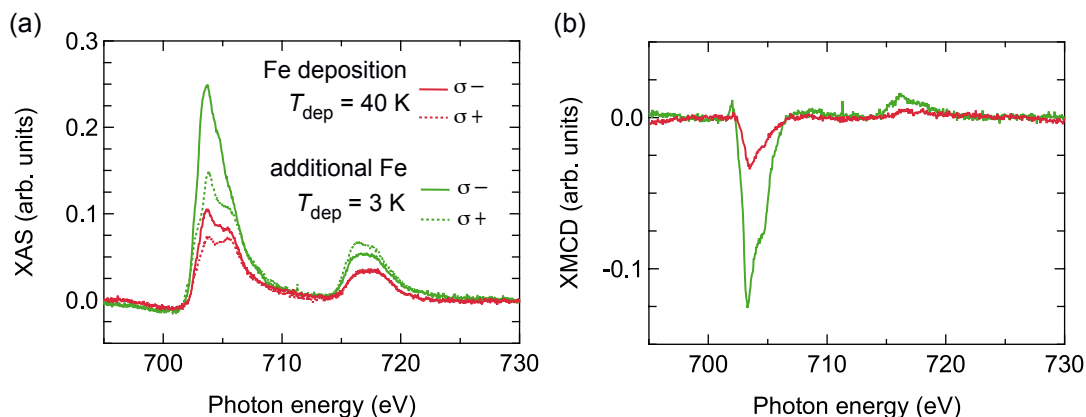 (a)
0.3
0.2
0.1
0.0
XAS (arb. units)
Fe deposition
T_dep = 40 K
σ−
σ+
additional Fe
T_dep = 3 K
σ−
σ+
700 710 720 730
Photon energy (eV)
(b)
0.0
-0.1
XMCD (arb. units)
700 710 720 730
Photon energy (eV)